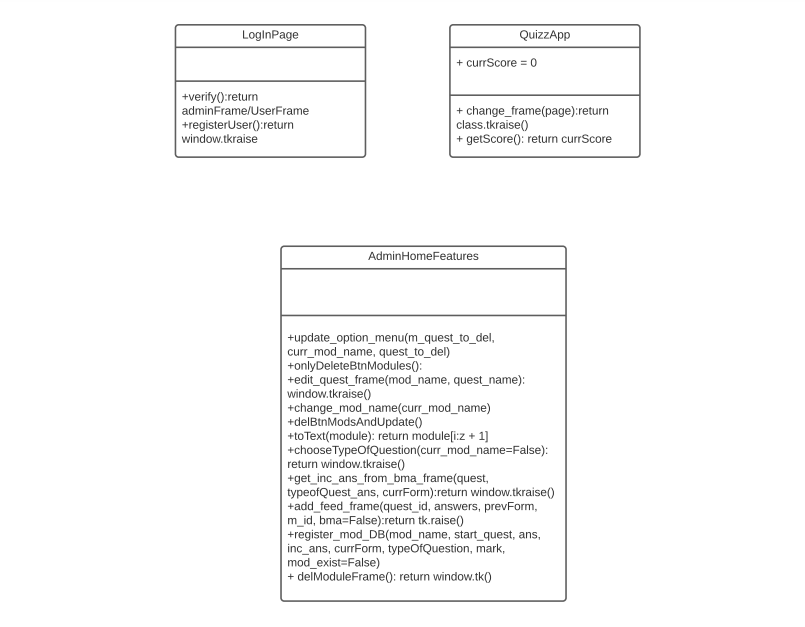 LogInPage
+verify():return
adminFrame/UserFrame
+registerUser():return
window.tkraise
QuizzApp
+ currScore = 0
+ change_frame(page):return
class.tkraise()
+ getScore(): return currScore
AdminHomeFeatures
+update_option_menu(m_quest_to_del,
curr_mod_name, quest_to_del)
+onlyDeleteBtnModules():
+edit_quest_frame(mod_name, quest_name):
window.tkraise()
+change_mod_name(curr_mod_name)
+delBtnModsAndUpdate()
+toText(module): return module[i:z + 1]
+chooseTypeOfQuestion(curr_mod_name=False):
return window.tkraise()
+get_inc_ans_from_bma_frame(quest,
typeofQuest_ans, currForm):return window.tkraise()
+add_feed_frame(quest_id, answers, prevForm,
m_id, bma=False):return tk.raise()
+register_mod_DB(mod_name, start_quest, ans,
inc_ans, currForm, typeOfQuestion, mark,
mod_exist=False)
+ delModuleFrame(): return window.tk()